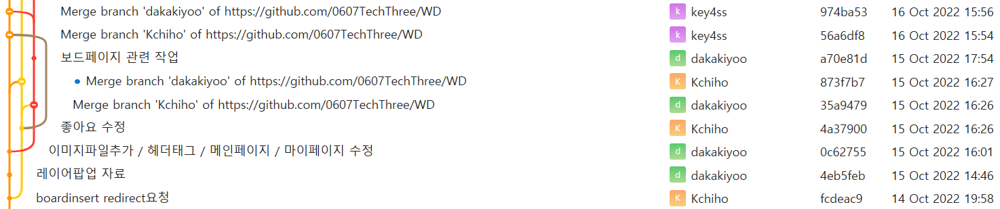 Merge branch 'dakakiyoo' of https://github.com/0607TechThree/WD k key4ss 974ba53 16 Oct 2022 15:56
Merge branch 'Kchiho' of https://github.com/0607TechThree/WD k key4ss 56a6df8 16 Oct 2022 15:54
보드페이지 관련 작업 d dakakiyoo a70e81d 15 Oct 2022 17:54
Merge branch 'dakakiyoo' of https://github.com/0607TechThree/WD K Kchiho 873f7b7 15 Oct 2022 16:27
Merge branch 'Kchiho' of https://github.com/0607TechThree/WD d dakakiyoo 35a9479 15 Oct 2022 16:26
좋아요 수정 K Kchiho 4a37900 15 Oct 2022 16:26
이미지파일추가 / 헤더태그 / 메인페이지 / 마이페이지 수정 d dakakiyoo 0c62755 15 Oct 2022 16:01
레이어팝업 자료 d dakakiyoo 4eb5feb 15 Oct 2022 14:46
boardinsert redirect요청 K Kchiho fcdeac9 14 Oct 2022 19:58